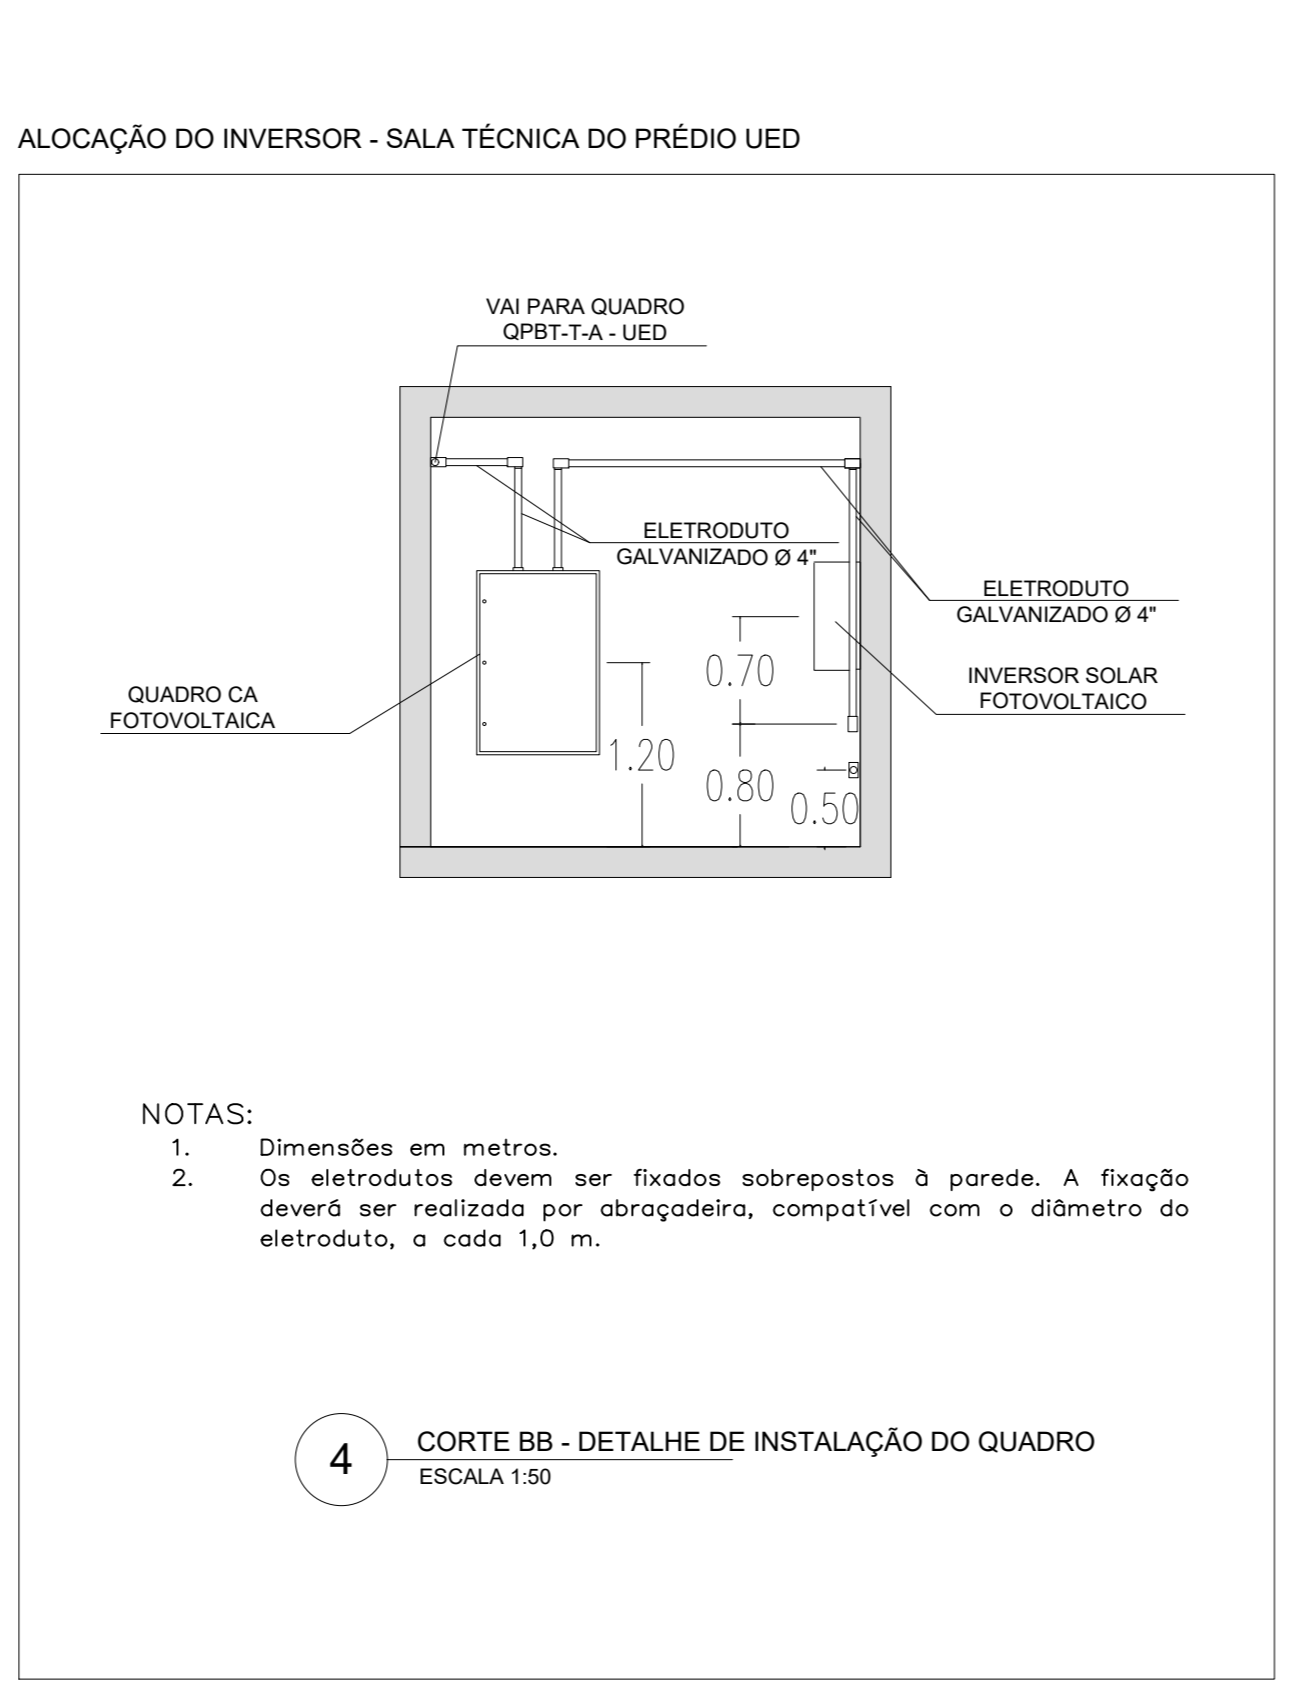 ALOCAÇÃO DO INVERSOR - SALA TÉCNICA DO PRÉDIO UED
VAI PARA QUADRO
QPBT-T-A - UED
ELETRODUTO
GALVANIZADO Ø 4"
ELETRODUTO
GALVANIZADO Ø 4"
INVERSOR SOLAR
FOTOVOLTAICO
QUADRO CA
FOTOVOLTAICA
0.70
1.20
0.80
0.50
NOTAS:
1. Dimensões em metros.
2. Os eletrodutos devem ser fixados sobrepostos à parede. A fixação
deverá ser realizada por abraçadeira, compatível com o diâmetro do
eletroduto, a cada 1,0 m.
4
CORTE BB - DETALHE DE INSTALAÇÃO DO QUADRO
ESCALA 1:50